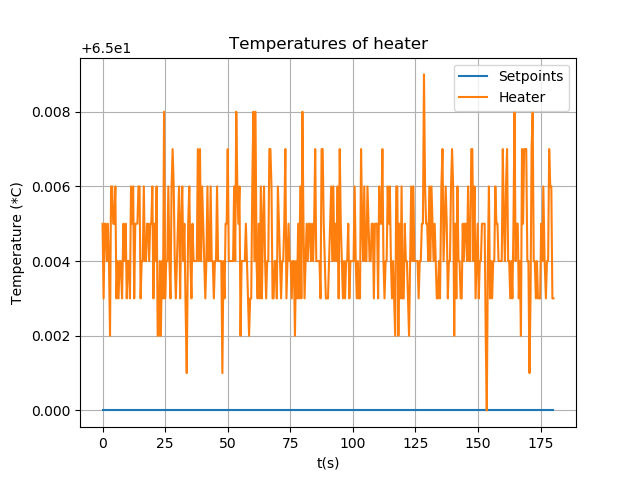 Temperatures of heater
+6.5e1
Setpoints
Heater
0.008
0.006
0.004
0.002
0.000
Temperature (*C)
0
25
50
75
100
125
150
175
t(s)